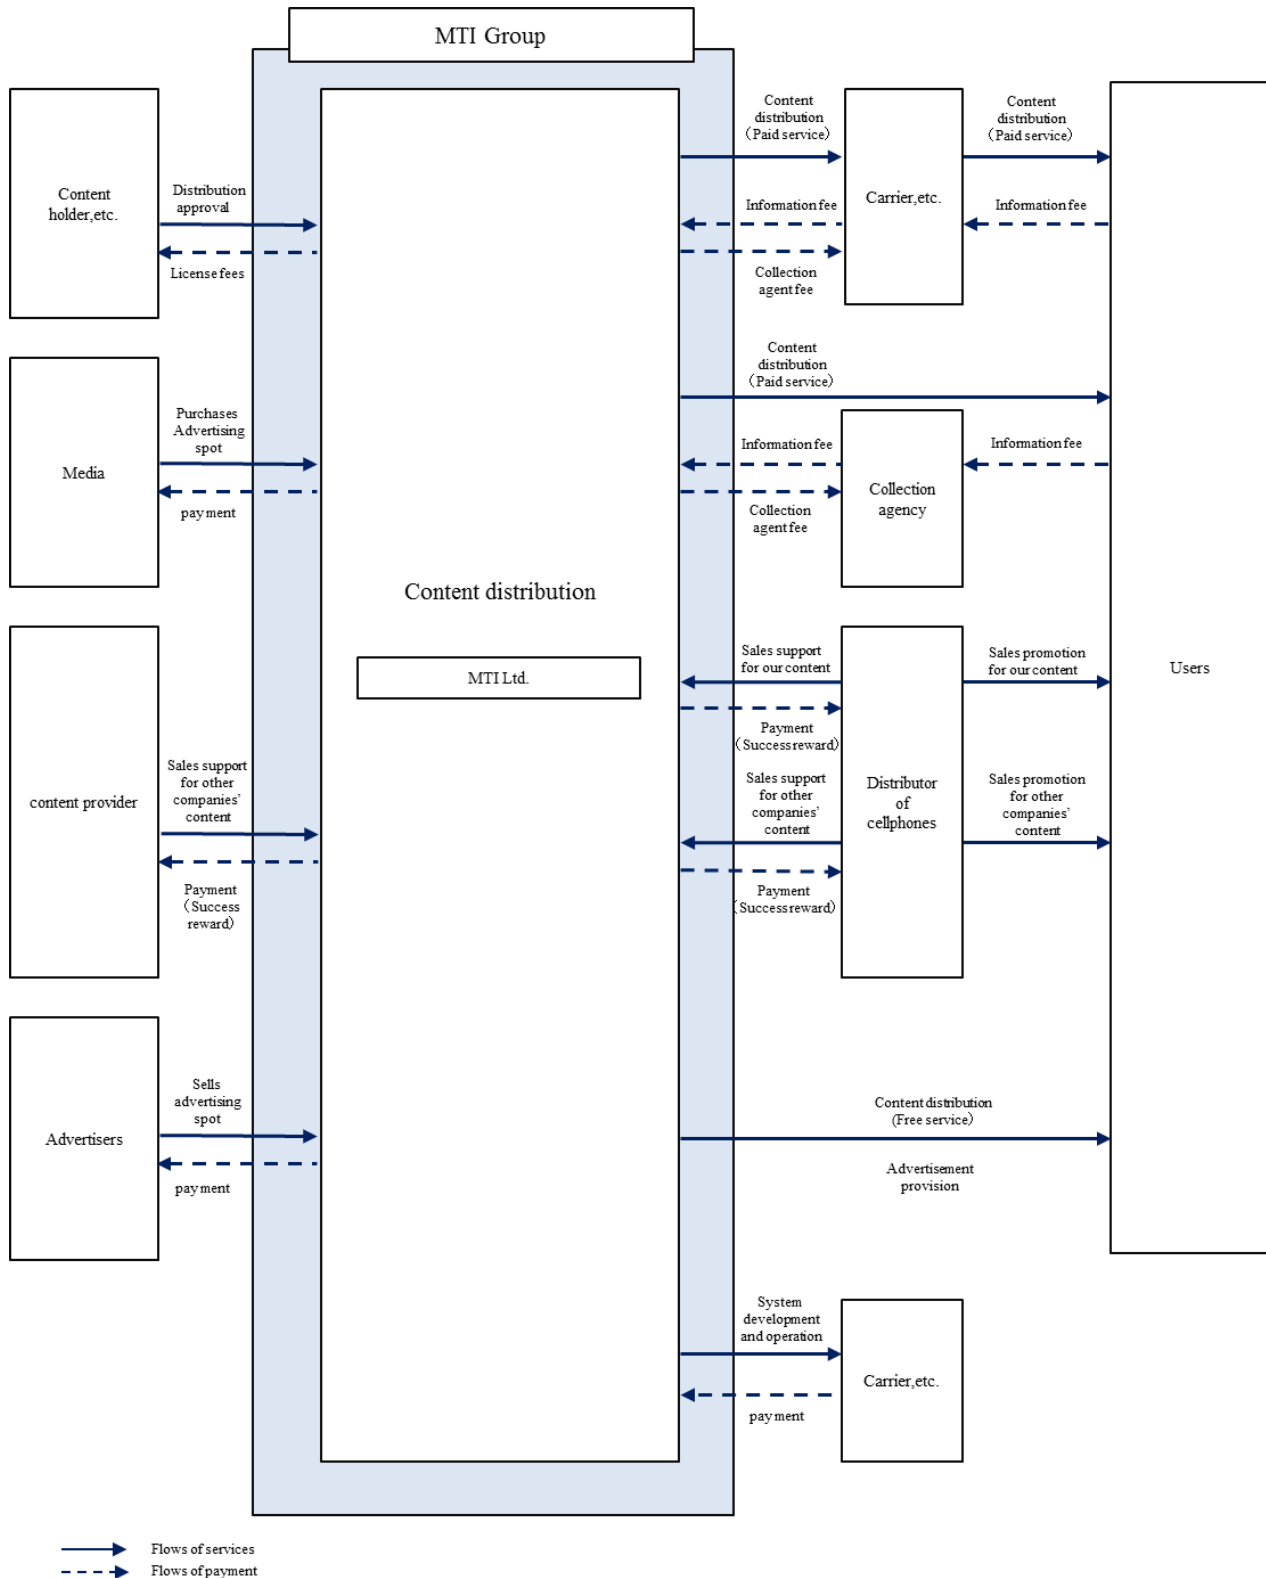 MTI Group
Content
holder,etc.
Distribution
approval
License fees
Content
distribution
(Paid service)
Information fee
Collection
agent fee
Carrier,etc.
Content
distribution
(Paid service)
Information fee
Media
Purchases
Advertising
spot
payment
Content
distribution
(Paid service)
Information fee
Collection
agent fee
Collection
agency
Information fee
Content distribution
MTI Ltd.
Users
content provider
Sales support
for other
companies’
content
Payment
(Success
reward)
Sales support
for our content
Payment
(Success reward)
Sales support
for other
companies’
content
Payment
(Success reward)
Distributor
of
cellphones
Sales promotion
for our content
Sales promotion
for other
companies’
content
Advertisers
Sells
advertising
spot
payment
Content distribution
(Free service)
Advertisement
provision
System
development
and operation
payment
Carrier,etc.
Flows of services
Flows of payment